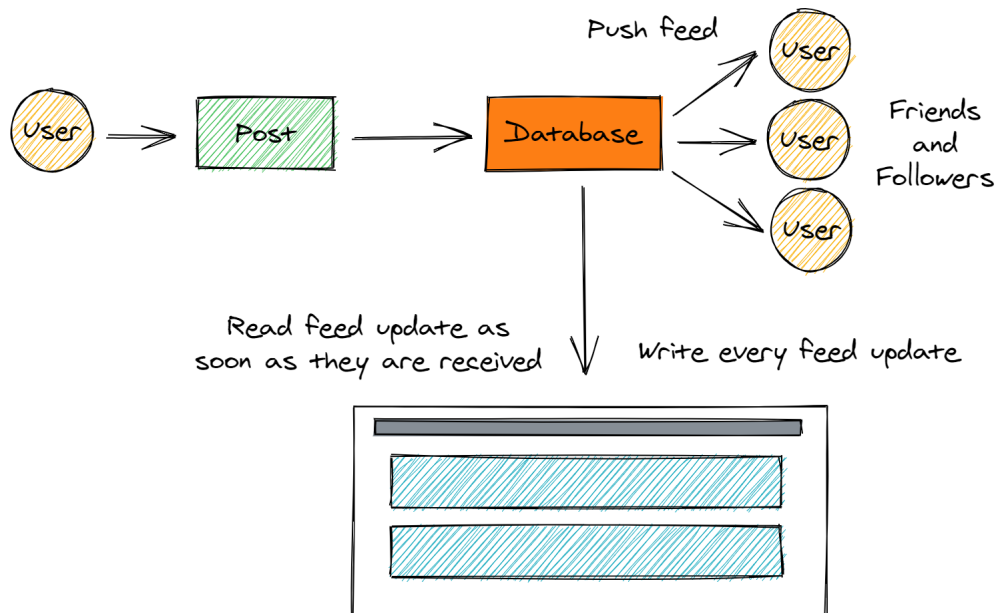 Push feed
User
User
Post
Database
User
Friends
and
Followers
User
Read feed update as
soon as they are received
Write every feed update